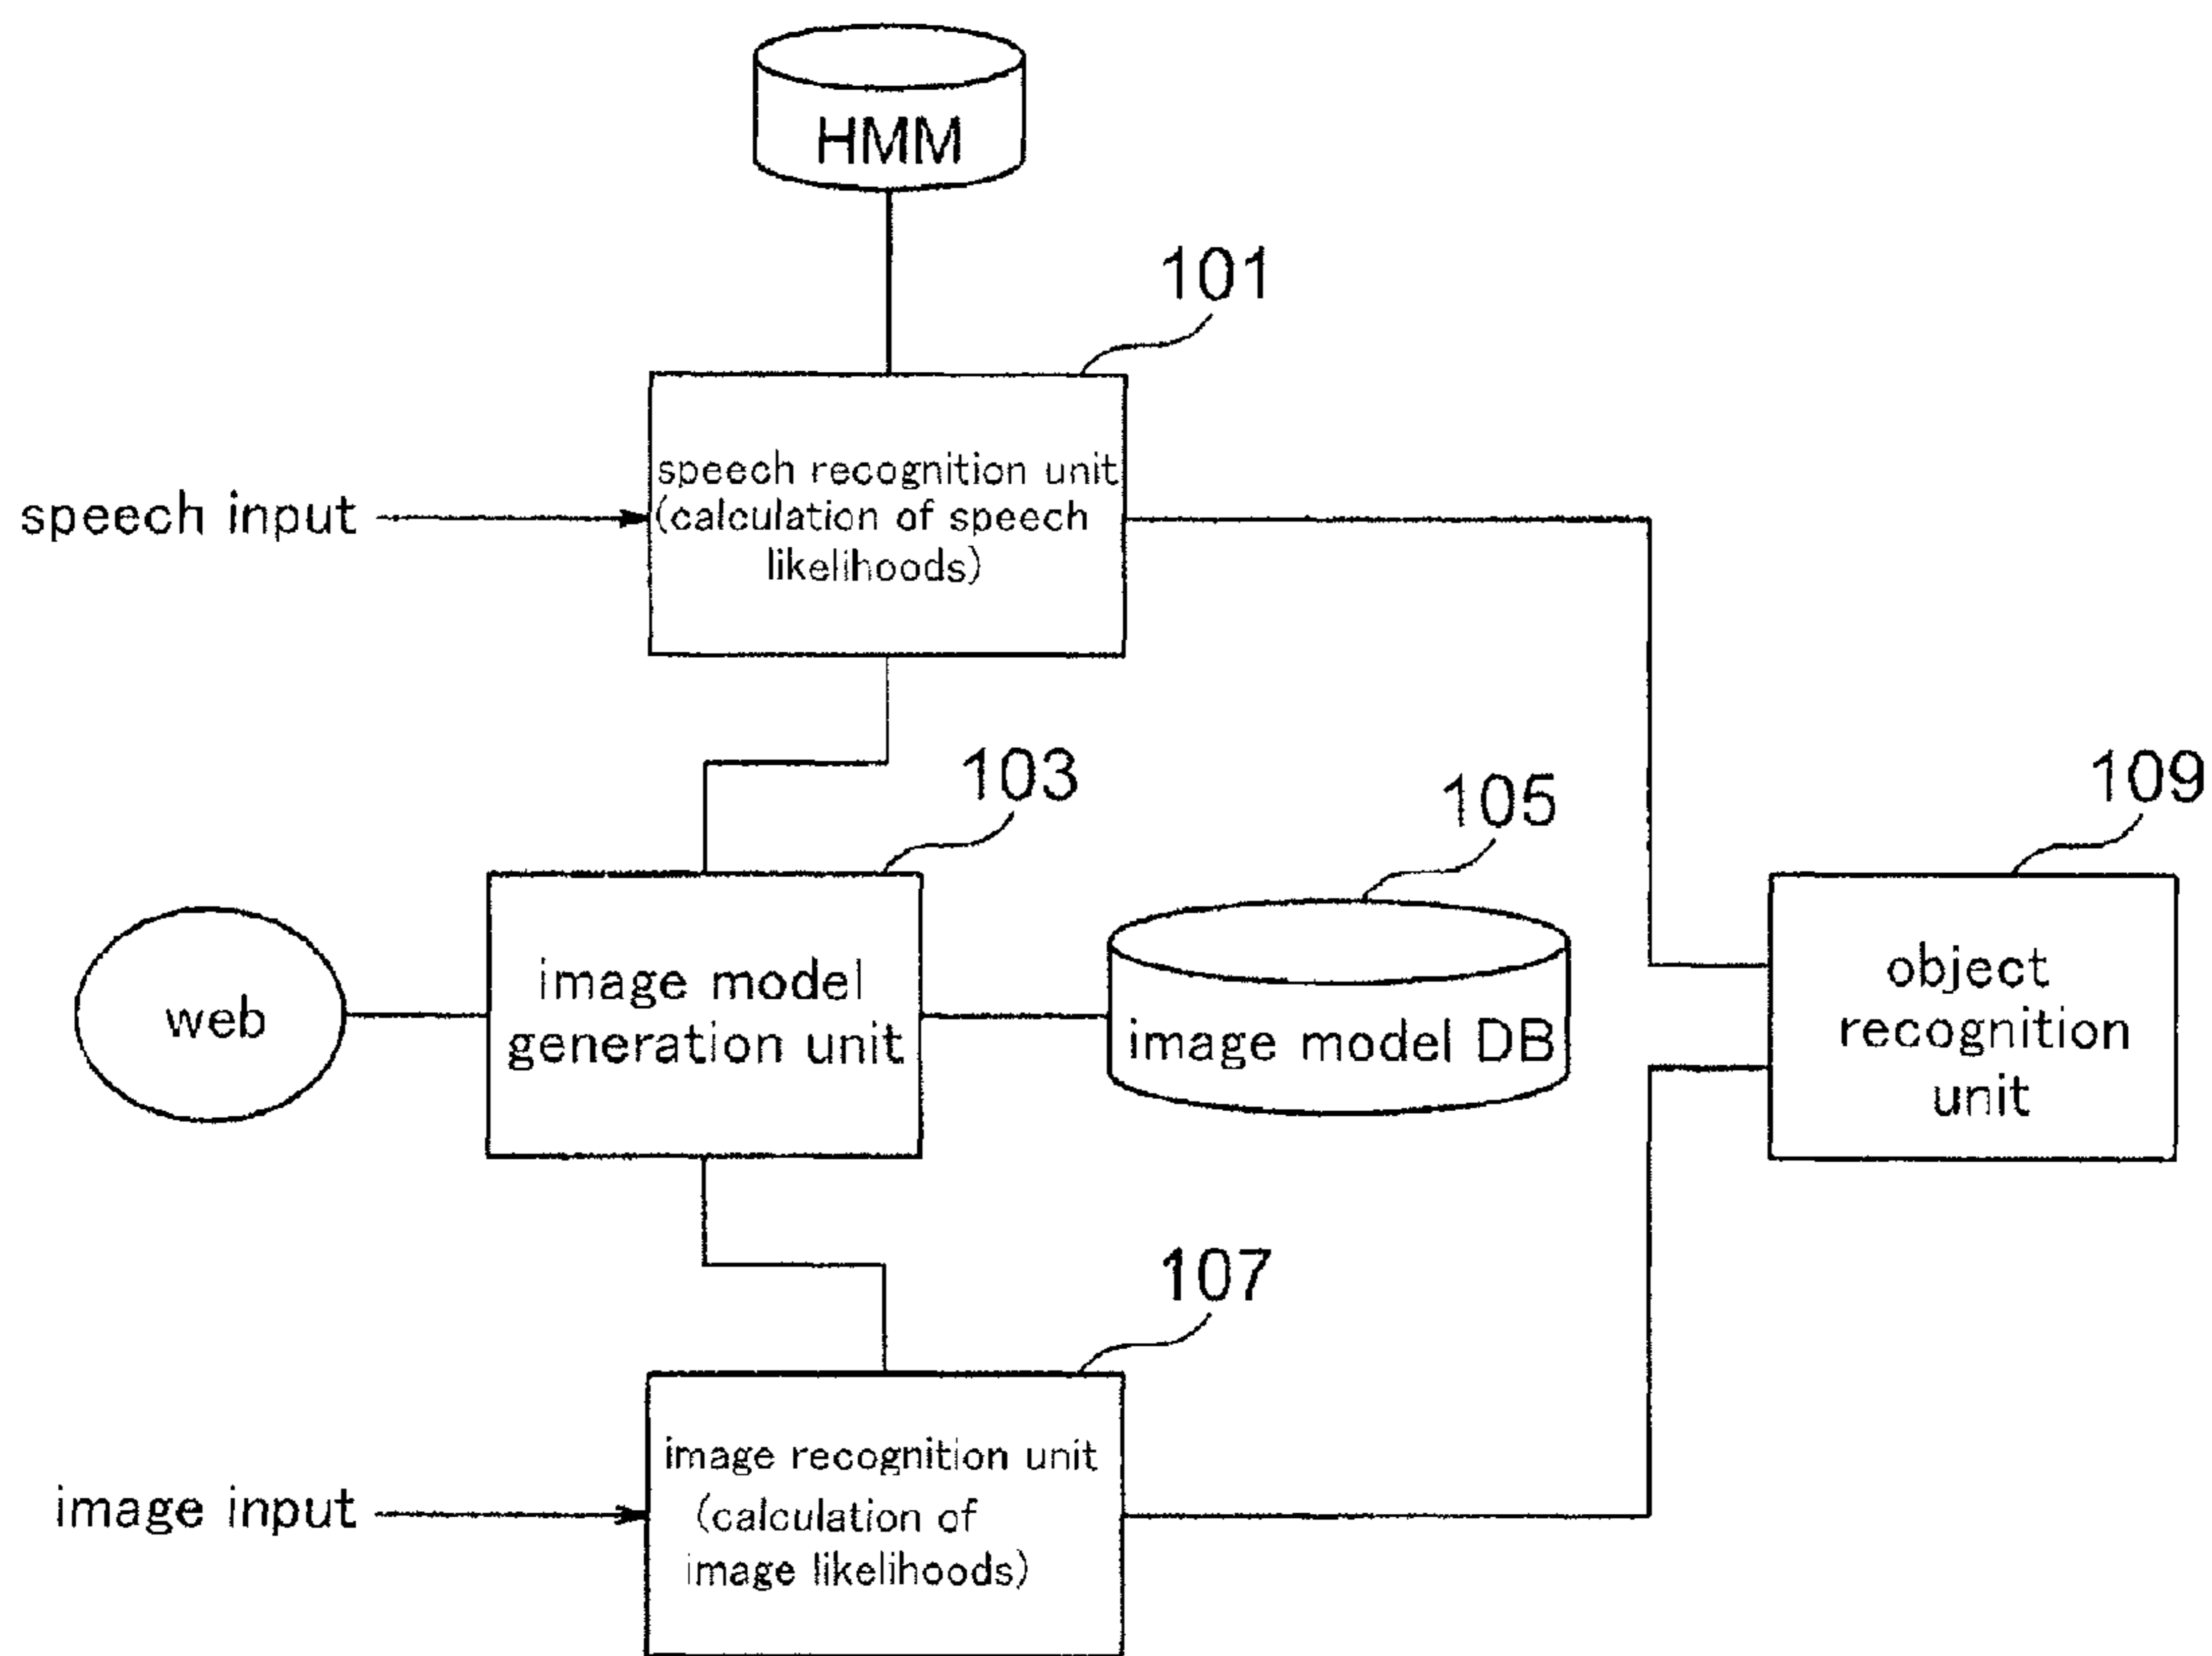 HMM
101
speech recognition unit
(calculation of speech
likelihoods)
speech input
103
105
109
web
image model
generation unit
image model DB
object
recognition
unit
107
image recognition unit
(calculation of
image likelihoods)
image input